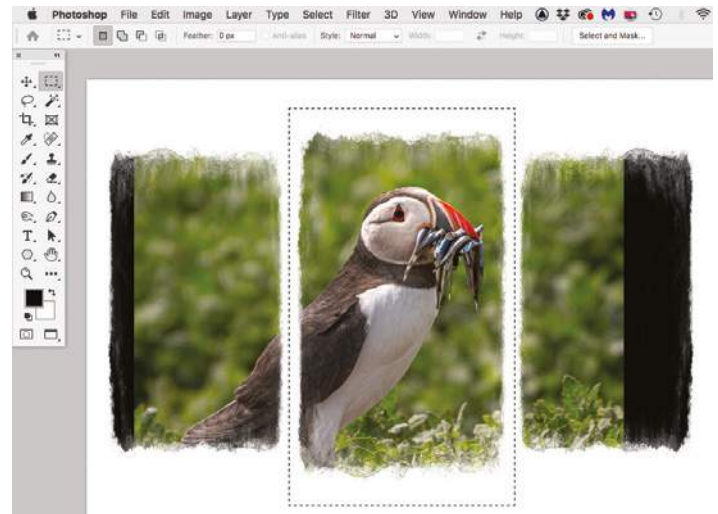 Photoshop File Edit Image Layer Type Select Filter 3D View Window Help
Feather: 0 px Anti-alias Style: Normal Width: Height: Select and Mask...